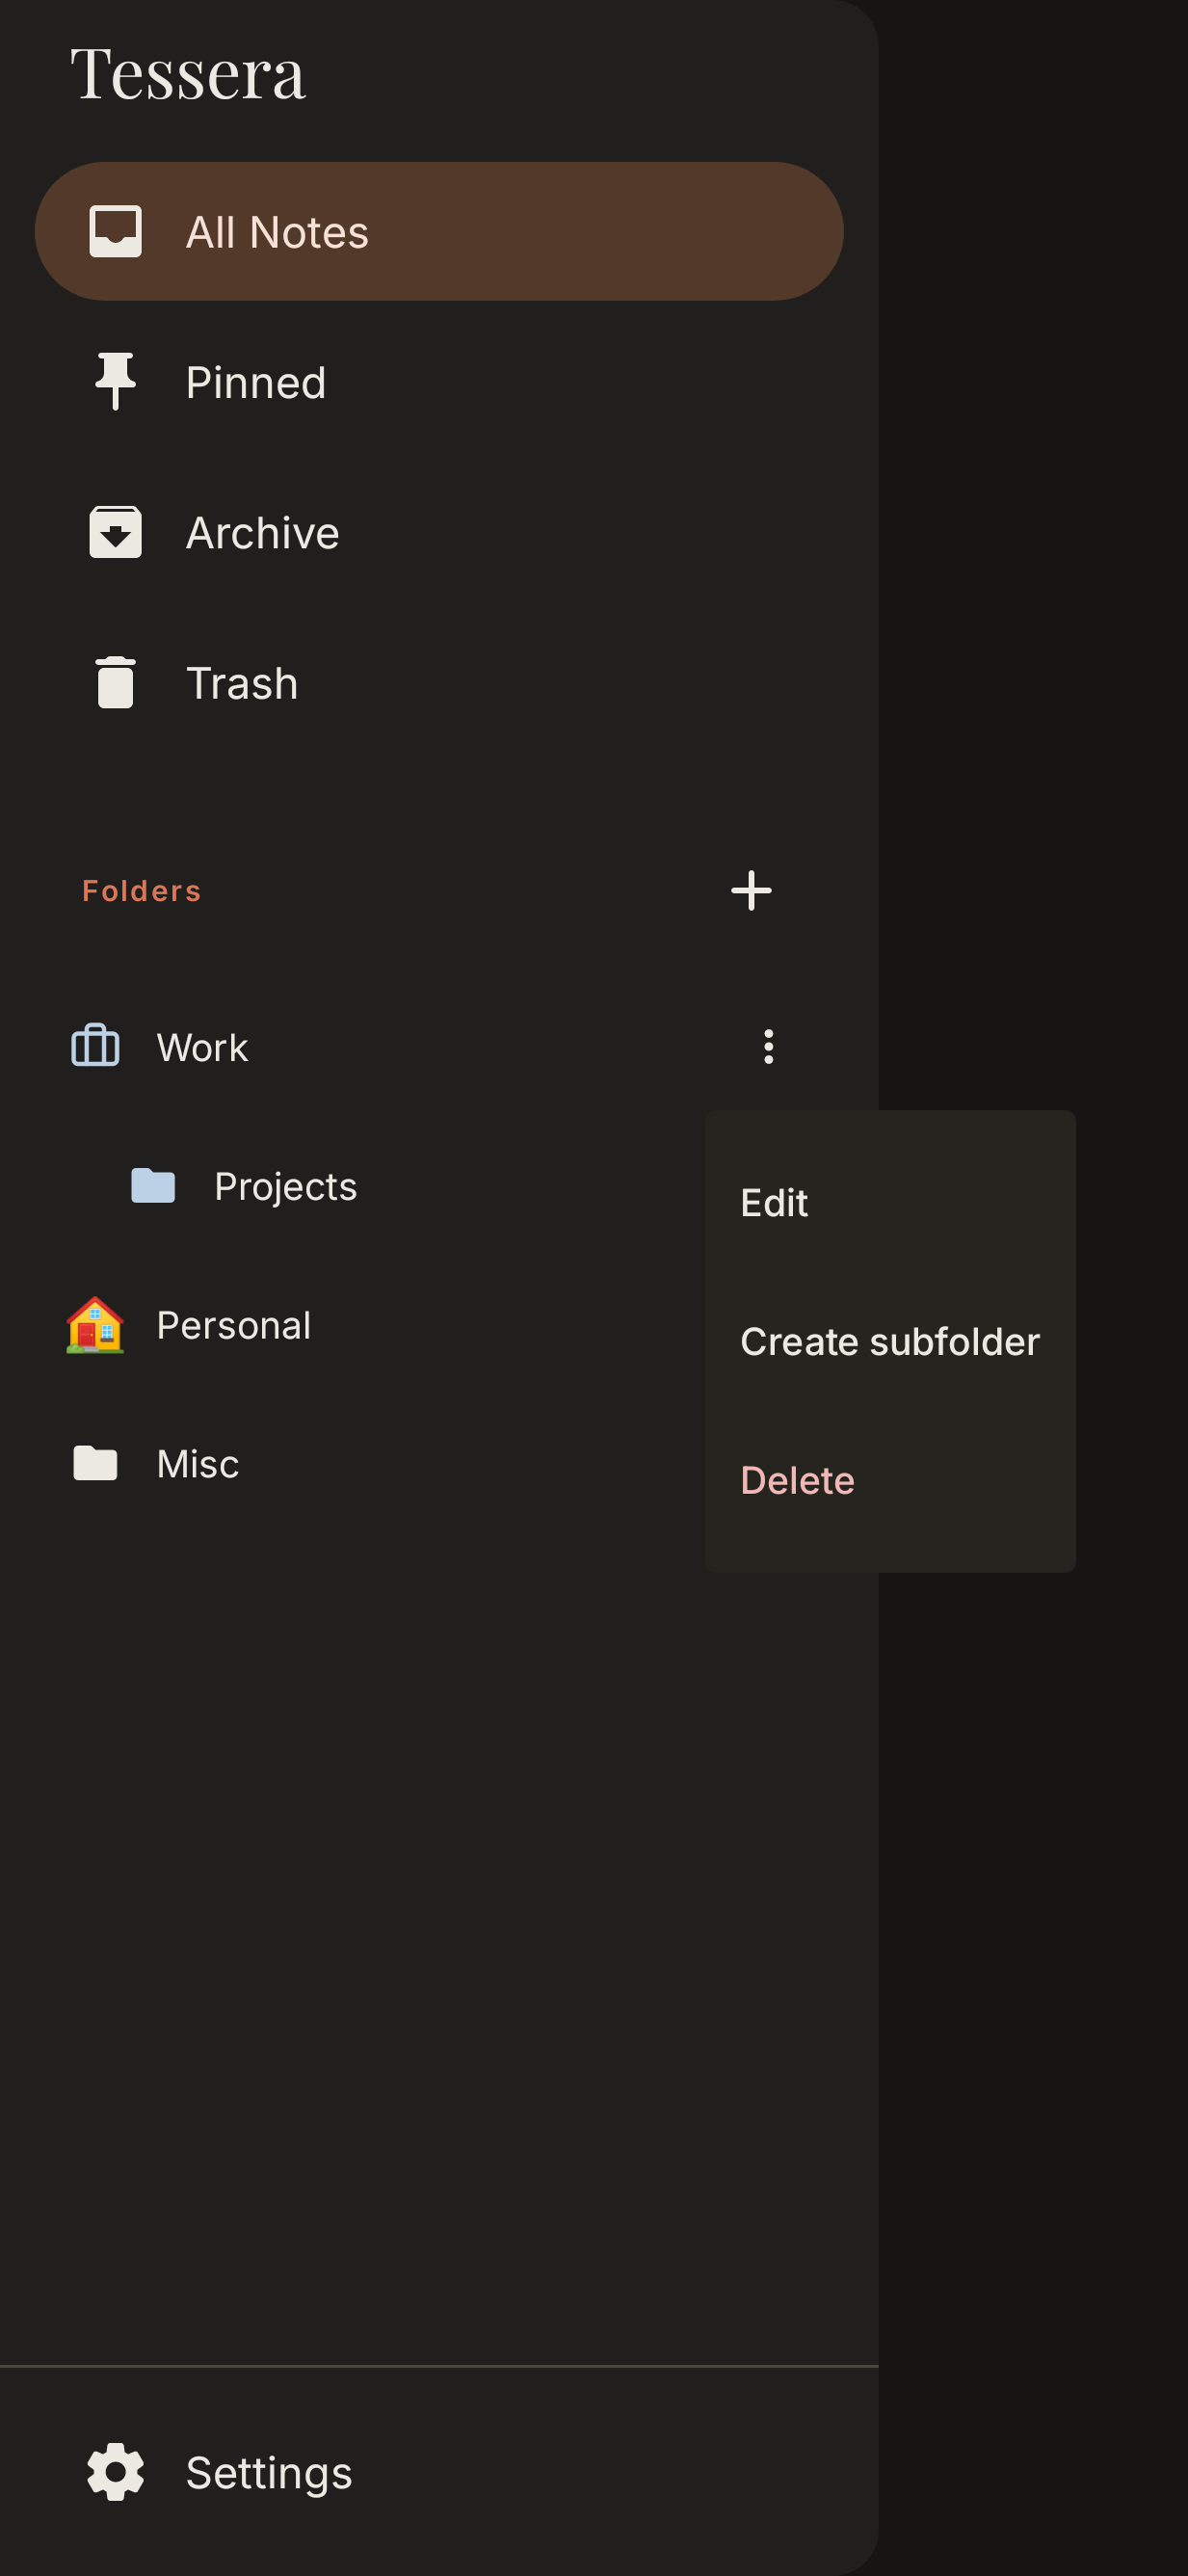 Tessera
All Notes
Pinned
Archive
Trash
Folders
Work
Projects
Personal
Misc
Edit
Create subfolder
Delete
Settings